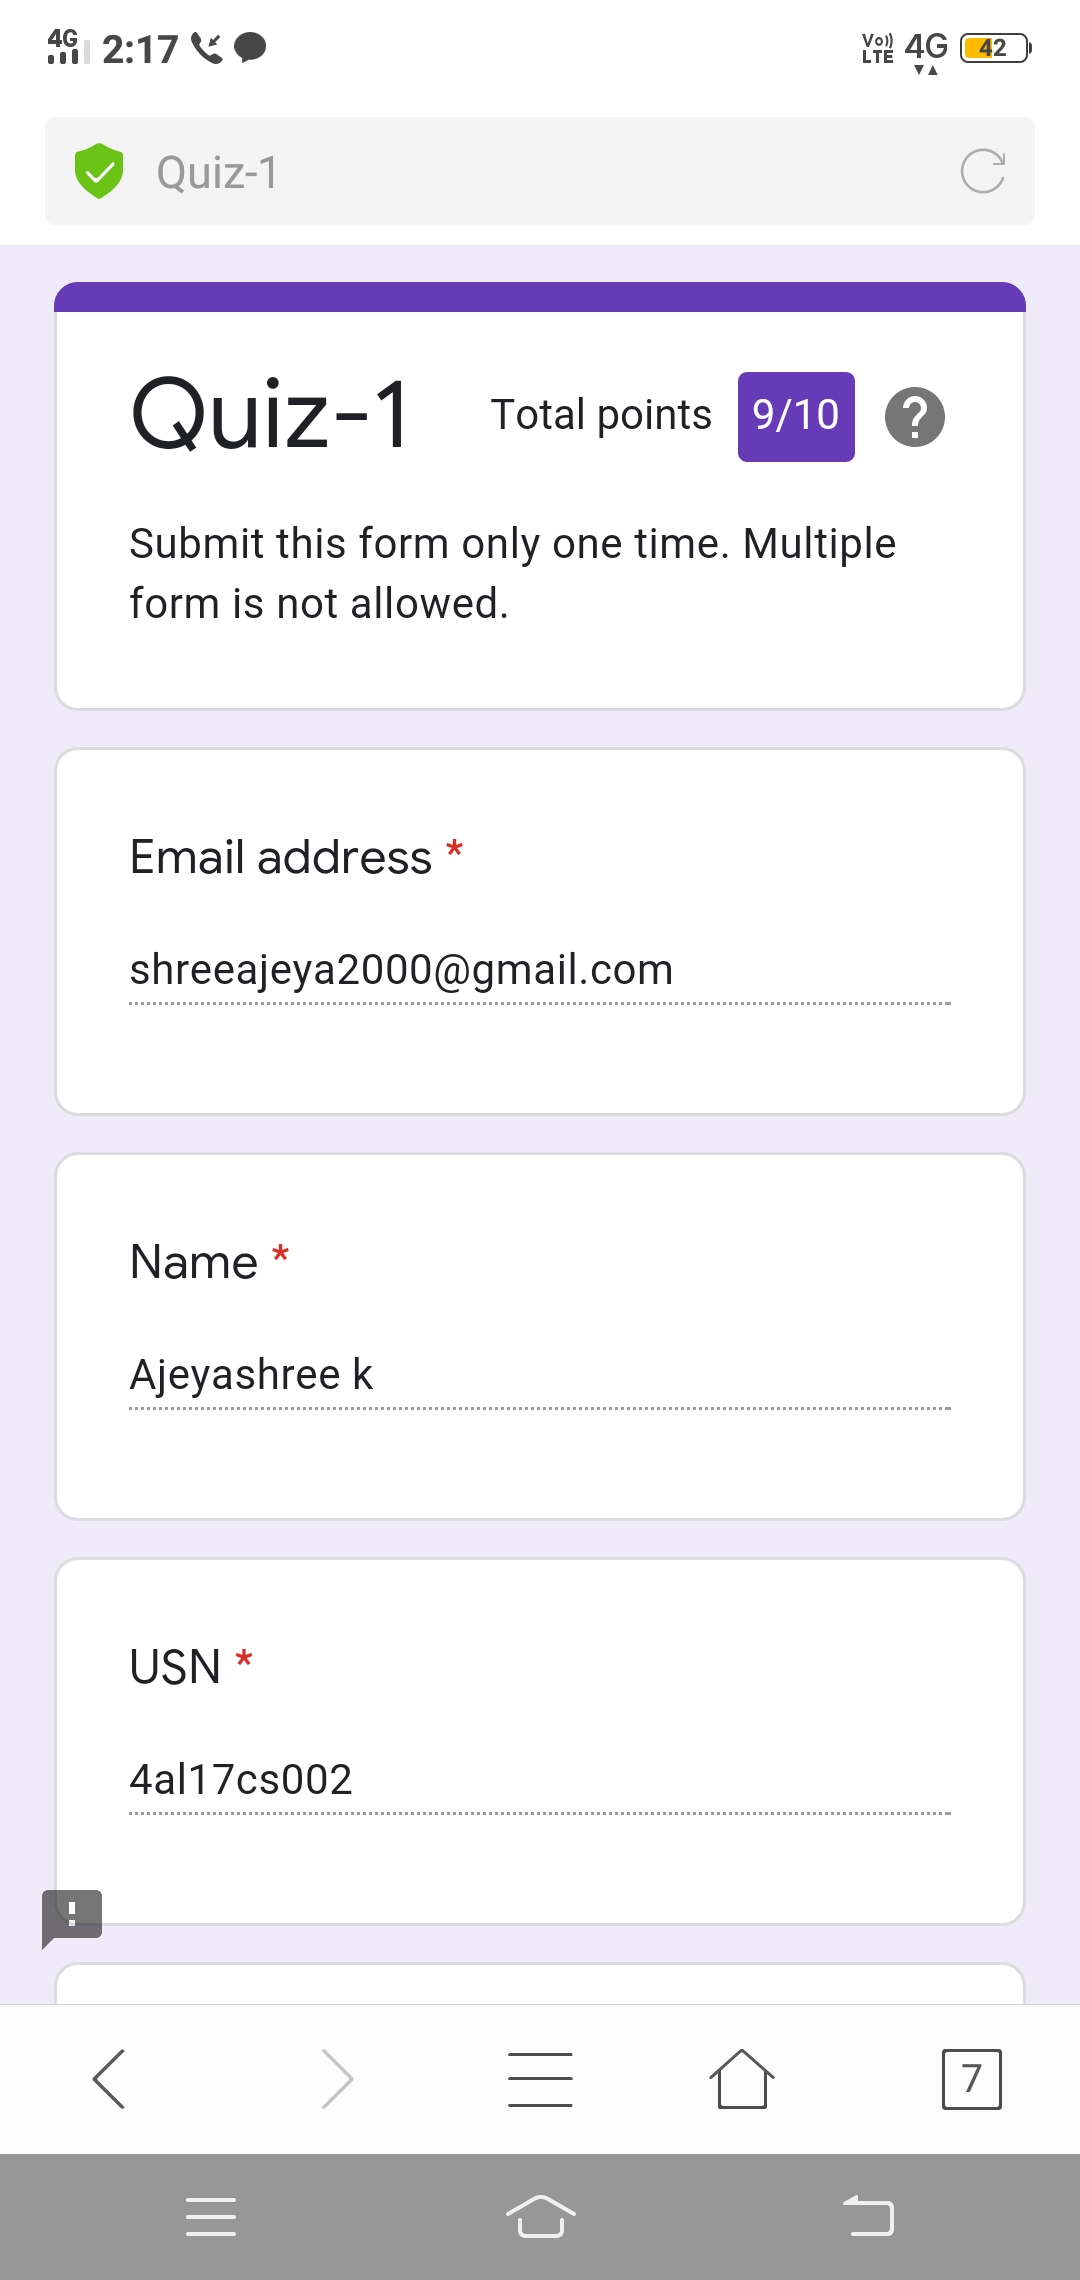 4G 2:17 Vo)) LTE 4G 42
Quiz-1
Quiz-1 Total points 9/10 ?
Submit this form only one time. Multiple
form is not allowed.
Email address *
shreeajeya2000@gmail.com
Name *
Ajeyashree k
USN *
4al17cs002
!
7